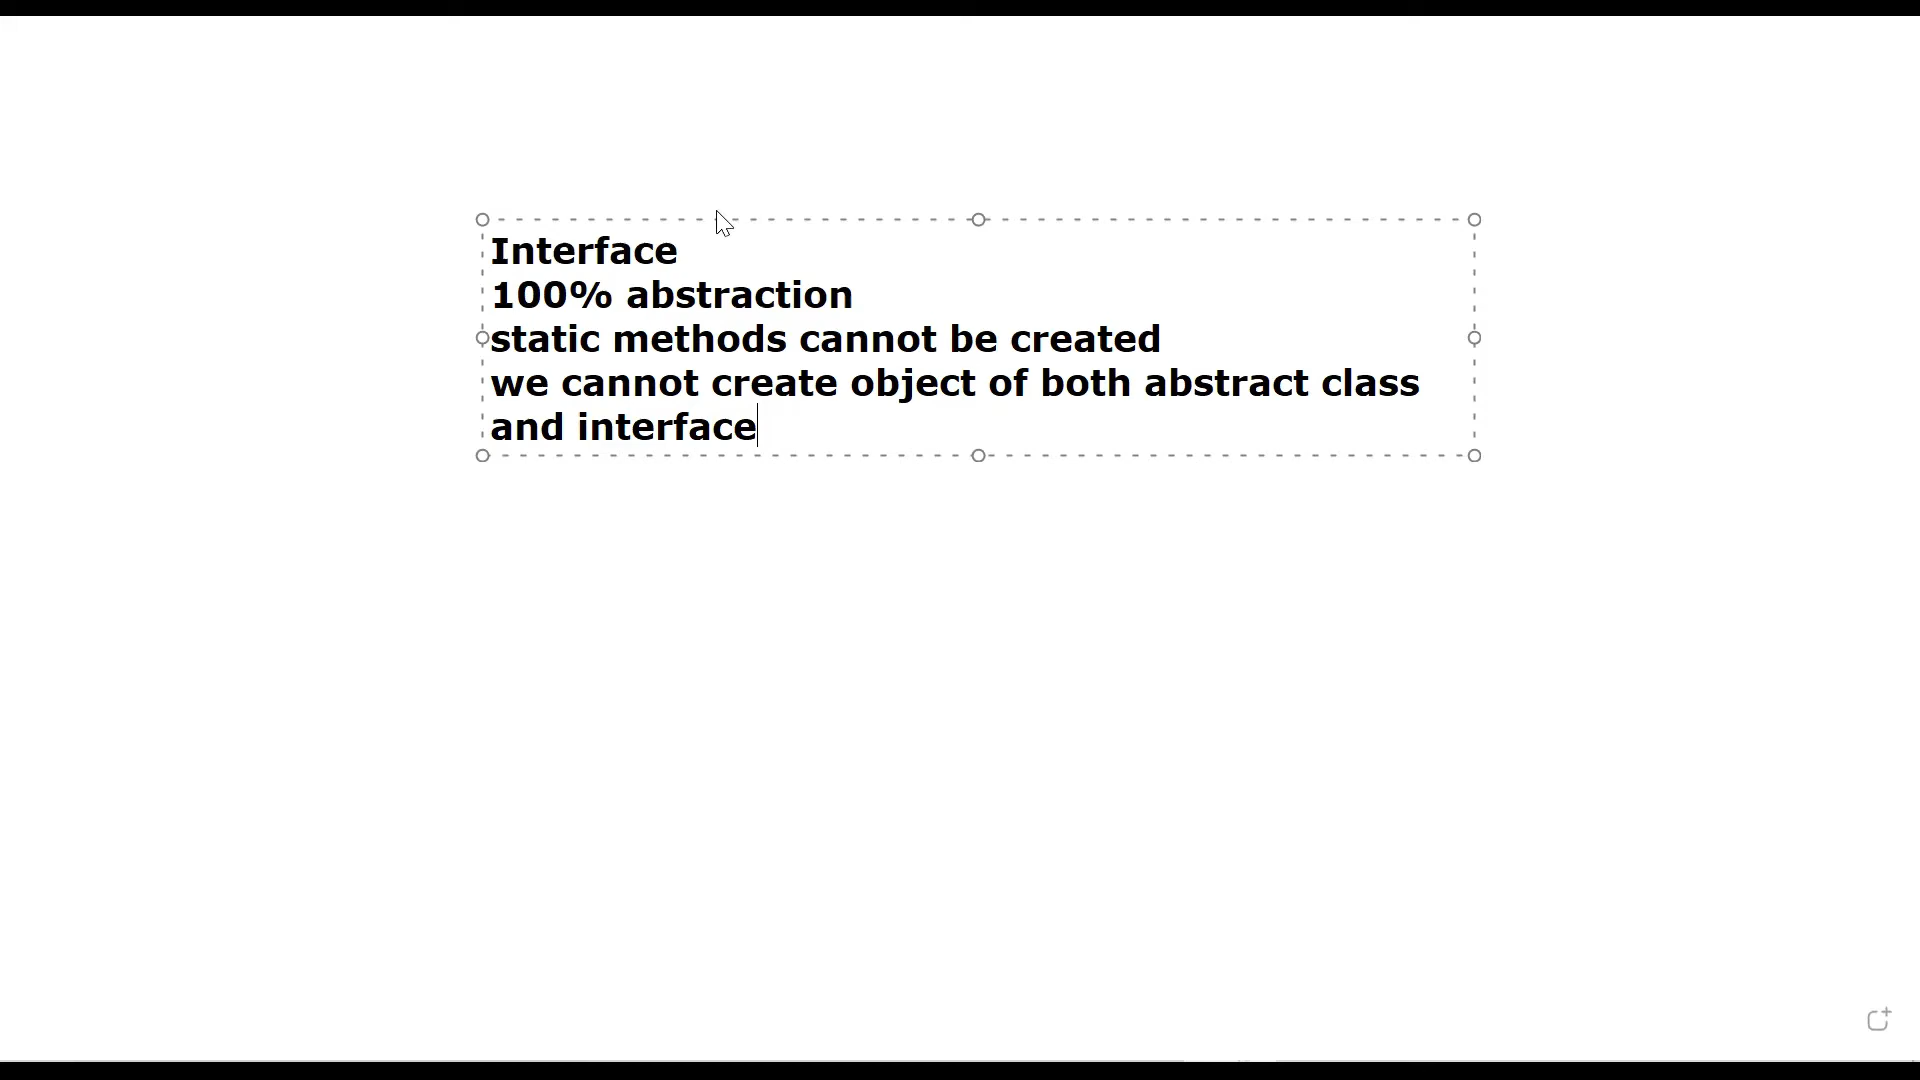 Interface
100% abstraction
static methods cannot be created
we cannot create object of both abstract class
and interface